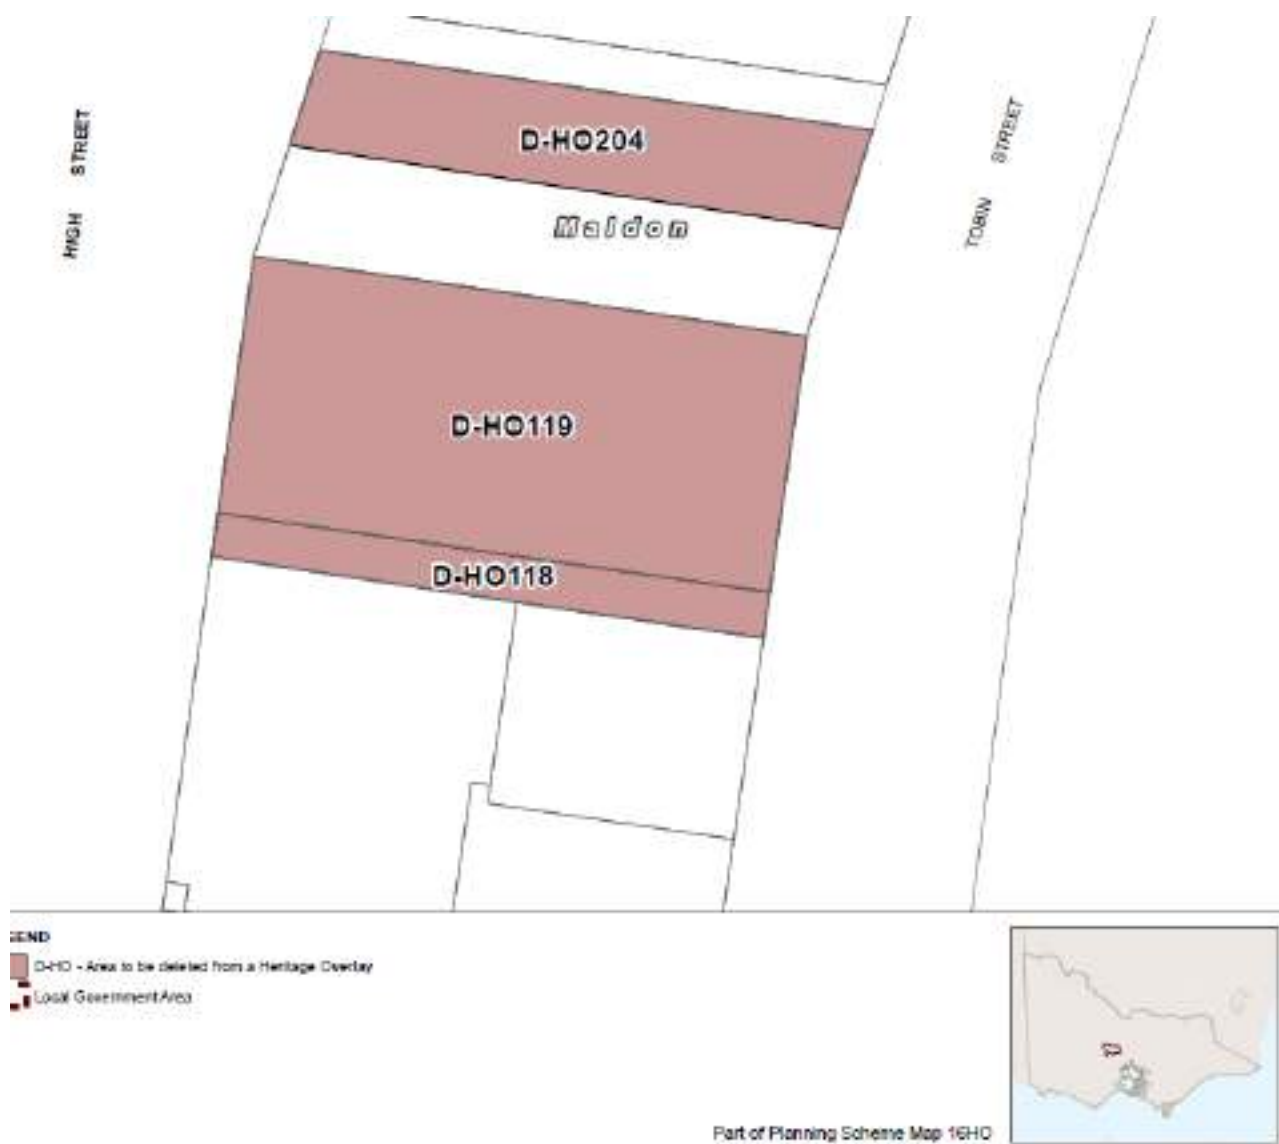 HIGH STREET
TOBIN STREET
D-HO204
Maldon
D-HO119
D-HO118
GEND
D-HO - Area to be deleted from a Heritage Overlay
Local Government Area
Part of Planning Scheme Map 16HO